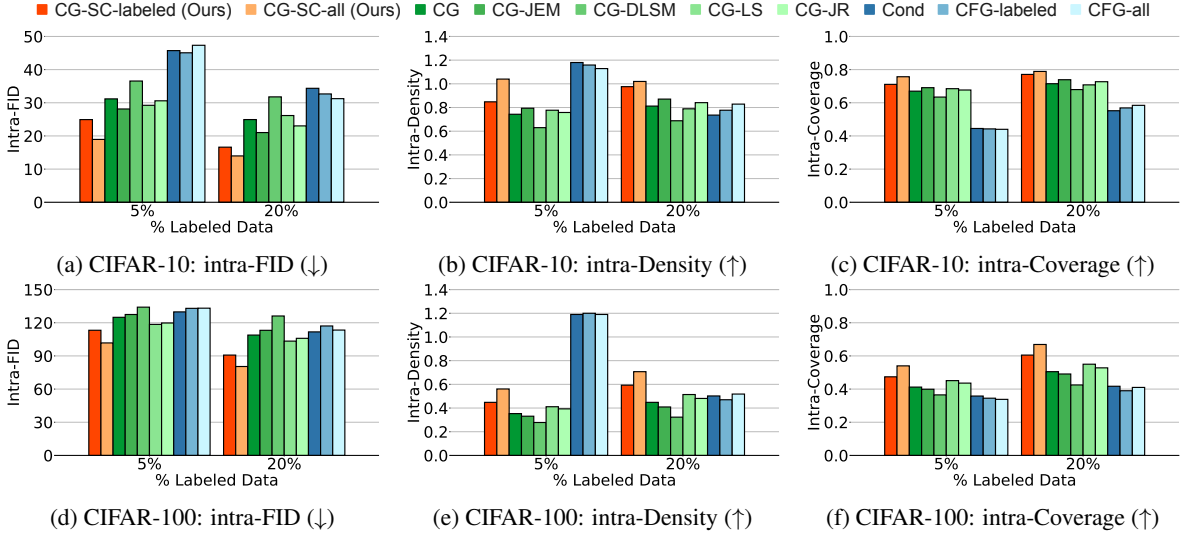 CG-SC-labeled (Ours) CG-SC-all (Ours) CG CG-JEM CG-DLSM CG-LS CG-JR Cond CFG-labeled CFG-all
50
40
30
20
10
0
Intra-FID
5% 20%
% Labeled Data
(a) CIFAR-10: intra-FID (↓)
1.4
1.2
1.0
0.8
0.6
0.4
0.2
0.0
Intra-Density
5% 20%
% Labeled Data
(b) CIFAR-10: intra-Density (↑)
1.0
0.8
0.6
0.4
0.2
0.0
Intra-Coverage
5% 20%
% Labeled Data
(c) CIFAR-10: intra-Coverage (↑)
150
120
90
60
30
0
Intra-FID
5% 20%
% Labeled Data
(d) CIFAR-100: intra-FID (↓)
1.4
1.2
1.0
0.8
0.6
0.4
0.2
0.0
Intra-Density
5% 20%
% Labeled Data
(e) CIFAR-100: intra-Density (↑)
1.0
0.8
0.6
0.4
0.2
0.0
Intra-Coverage
5% 20%
% Labeled Data
(f) CIFAR-100: intra-Coverage (↑)